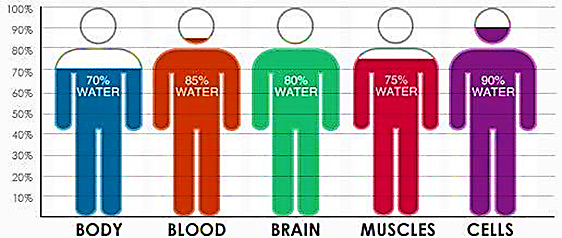 100%
90%
80%
70%
60%
50%
40%
30%
20%
10%
70%
WATER
85%
WATER
80%
WATER
75%
WATER
90%
WATER
BODY
BLOOD
BRAIN
MUSCLES
CELLS